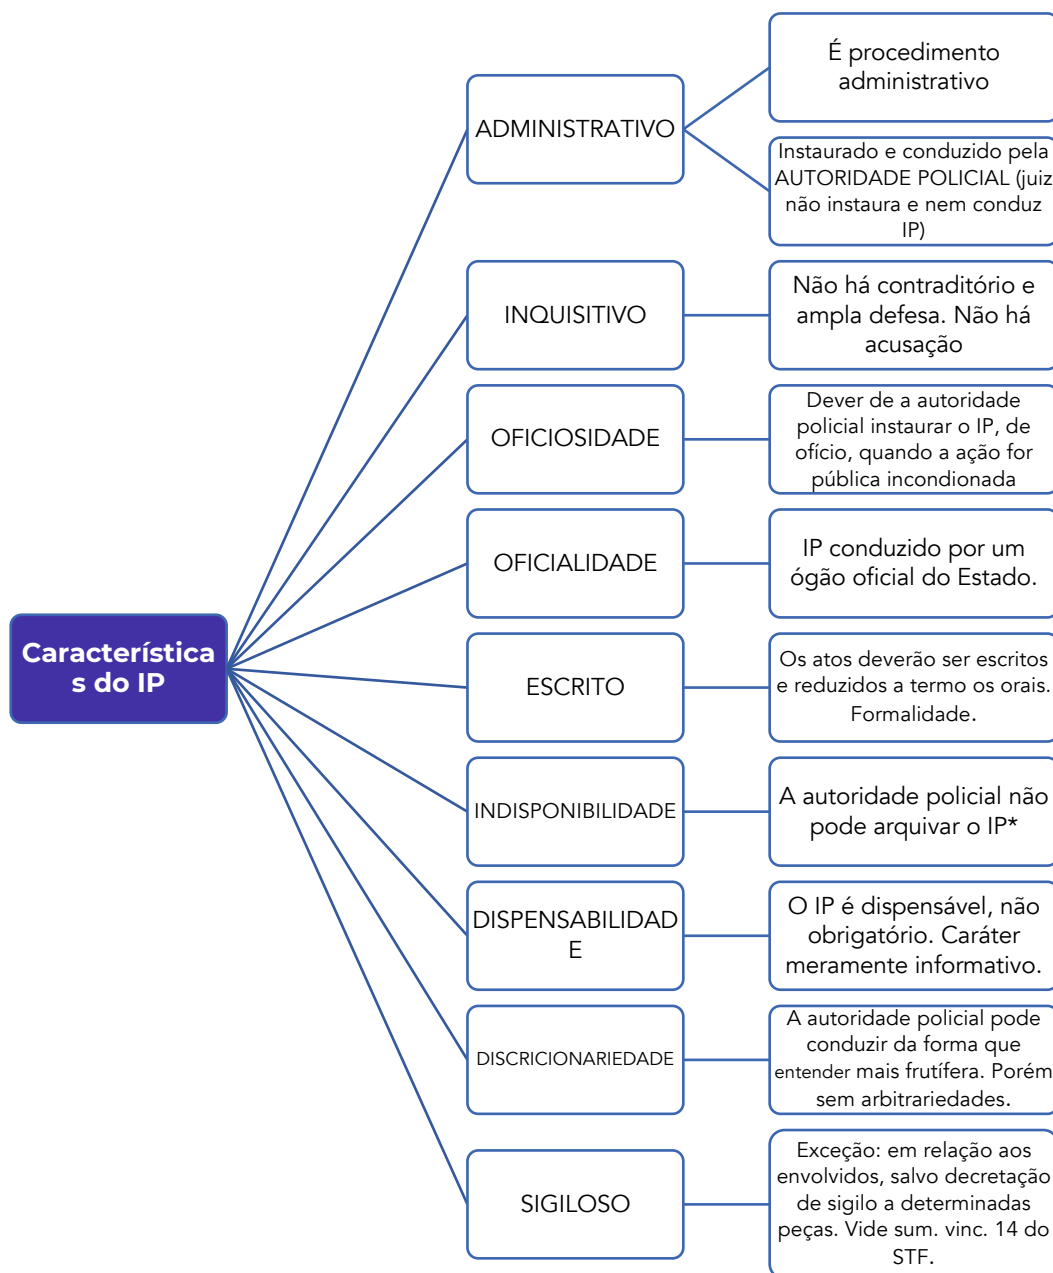 Característica
s do IP
ADMINISTRATIVO
É procedimento
administrativo
Instaurado e conduzido pela
AUTORIDADE POLICIAL (juiz
não instaura e nem conduz
IP)
INQUISITIVO
Não há contraditório e
ampla defesa. Não há
acusação
OFICIOSIDADE
Dever de a autoridade
policial instaurar o IP, de
ofício, quando a ação for
pública incondionada
OFICIALIDADE
IP conduzido por um
ógão oficial do Estado.
ESCRITO
Os atos deverão ser escritos
e reduzidos a termo os orais.
Formalidade.
INDISPONIBILIDADE
A autoridade policial não
pode arquivar o IP*
DISPENSABILIDAD
E
O IP é dispensável, não
obrigatório. Caráter
meramente informativo.
DISCRICIONARIEDADE
A autoridade policial pode
conduzir da forma que
entender mais frutífera. Porém
sem arbitrariedades.
SIGILOSO
Exceção: em relação aos
envolvidos, salvo decretação
de sigilo a determinadas
peças. Vide sum. vinc. 14 do
STF.